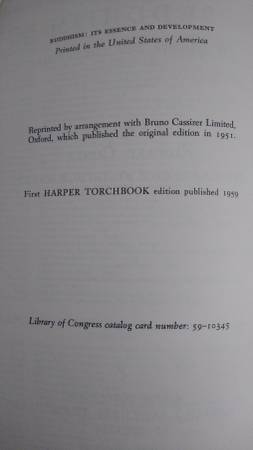 BUDDHISM: ITS ESSENCE AND DEVELOPMENT
Printed in the United States of America
Reprinted by arrangement with Bruno Cassirer Limited,
Oxford, which published the original edition in 1951.
First HARPER TORCHBOOK edition published 1959
Library of Congress catalog card number: 59-10345